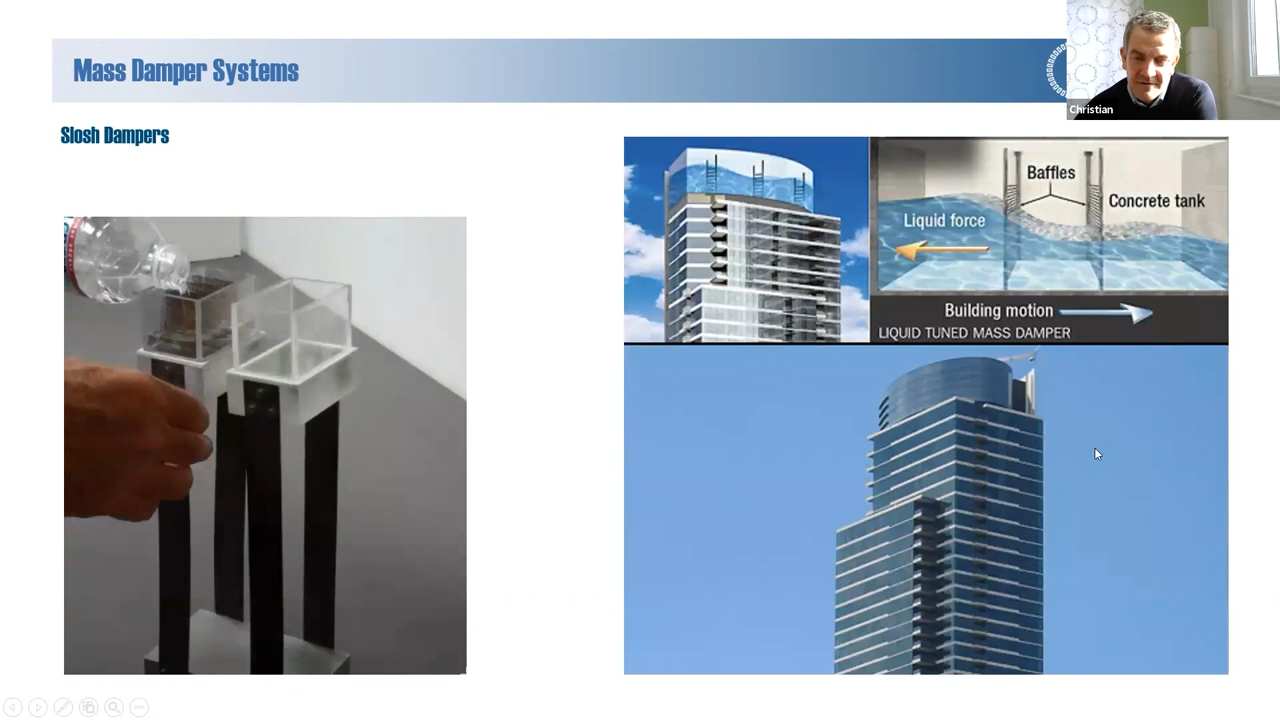 Mass Damper Systems
Christian
Slosh Dampers
Baffles
Concrete tank
Liquid force
Building motion
LIQUID TUNED MASS DAMPER